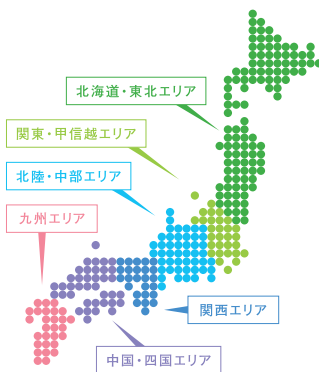 北海道・東北エリア
関東・甲信越エリア
北陸・中部エリア
九州エリア
関西エリア
中国・四国エリア